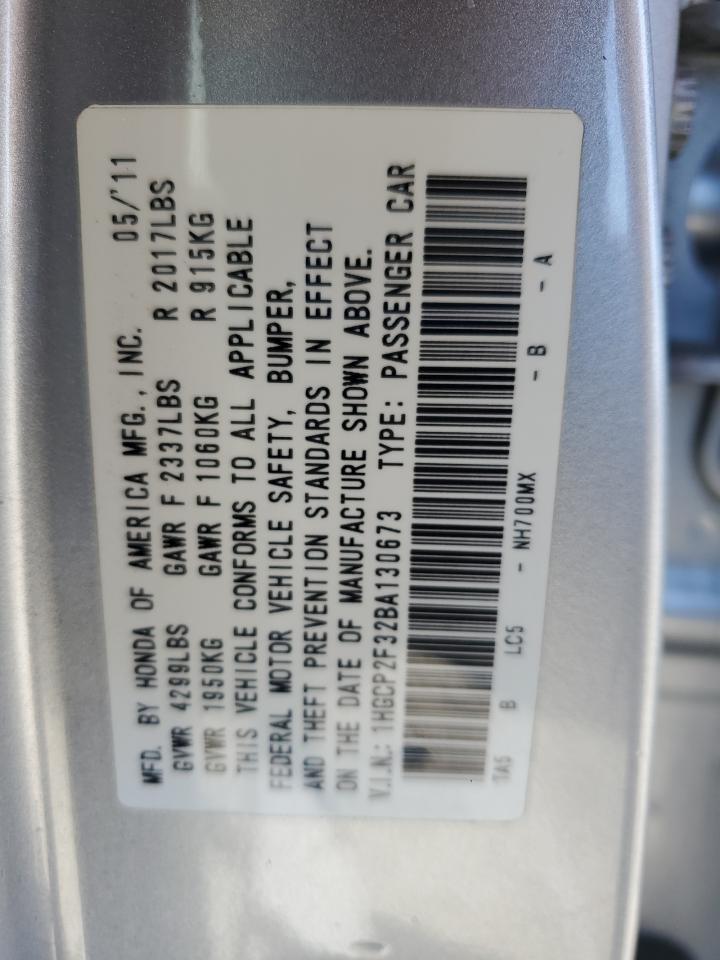 MFD. BY HONDA OF AMERICA MFG., INC. 05/'11
GVWR 4299LBS GAWR F 2337LBS R 2017LBS
GVWR 1950KG GAWR F 1060KG R 915KG
THIS VEHICLE CONFORMS TO ALL APPLICABLE
FEDERAL MOTOR VEHICLE SAFETY, BUMPER,
AND THEFT PREVENTION STANDARDS IN EFFECT
ON THE DATE OF MANUFACTURE SHOWN ABOVE.
V.I.N.: 1HGCP2F32BA130673 TYPE: PASSENGER CAR
TA5 B LC5 - NH700MX - B - A